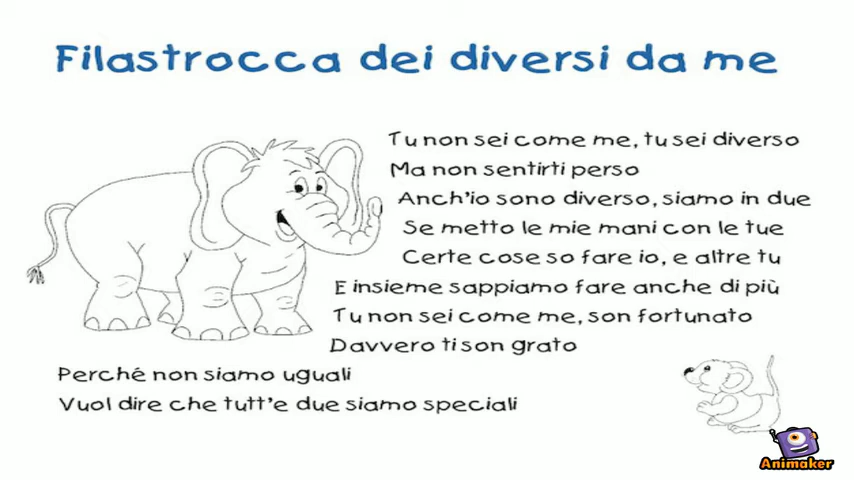 Filastrocca dei diversi da me
Tu non sei come me, tu sei diverso
Ma non sentirti perso
Anch'io sono diverso, siamo in due
Se metto le mie mani con le tue
Certe cose so fare io, e altre tu
E insieme sappiamo fare anche di più
Tu non sei come me, son fortunato
Davvero ti son grato
Perché non siamo uguali
Vuol dire che tutt'e due siamo speciali
Animaker